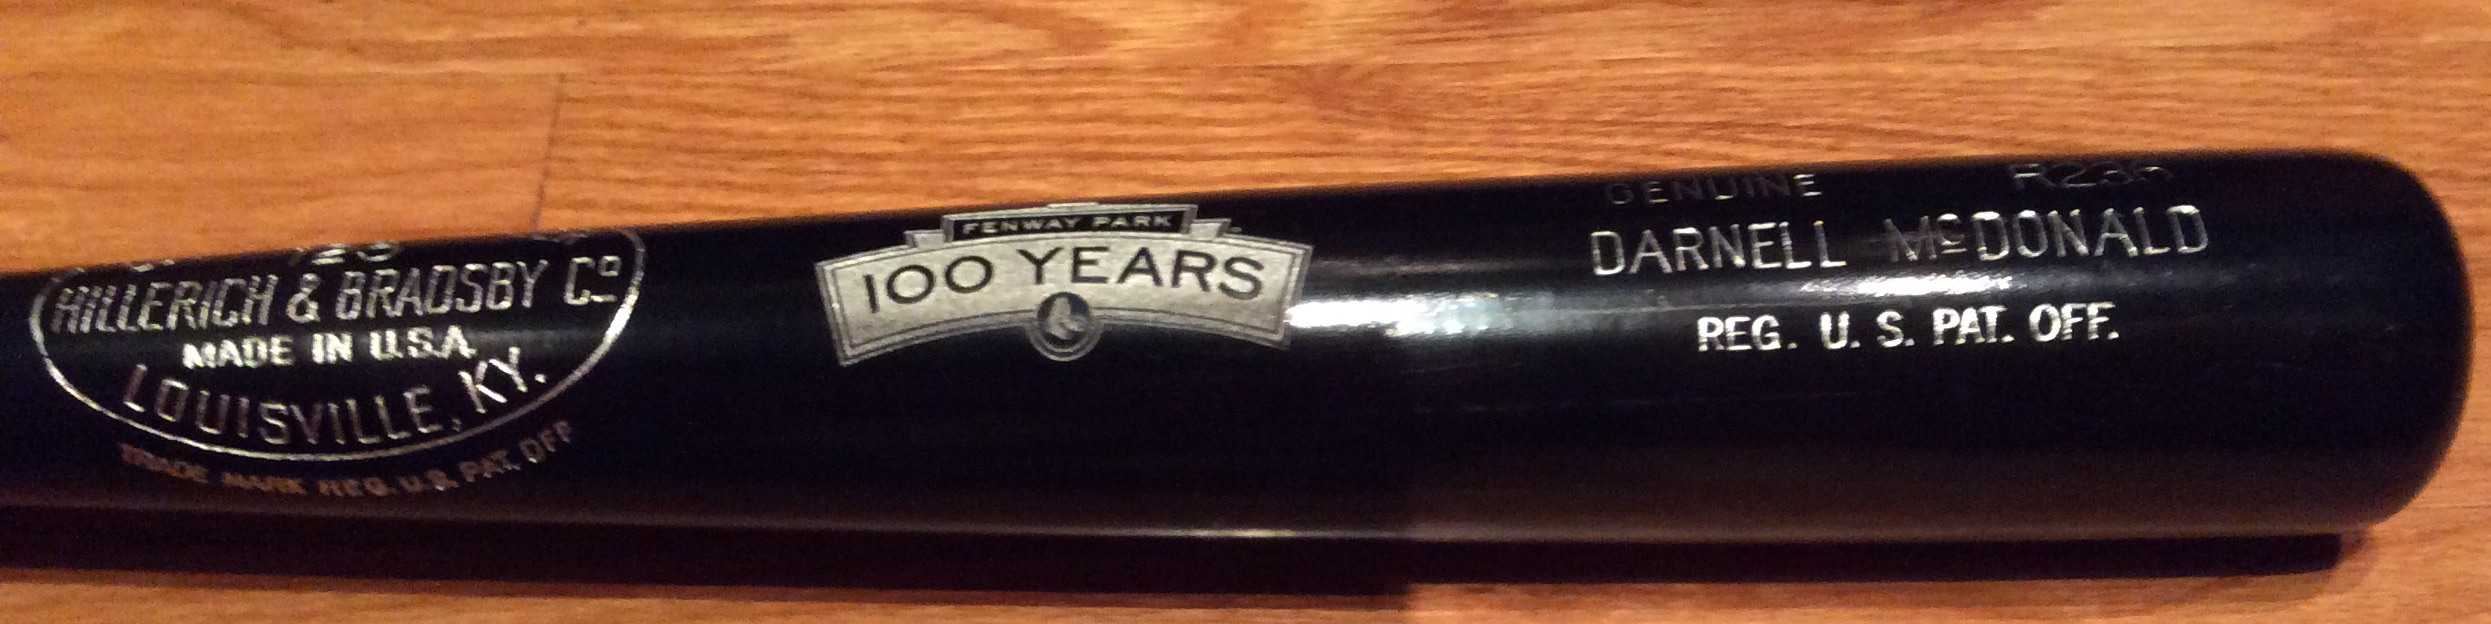 123
HILLERICH & BRADSBY Cº
MADE IN U.S.A.
LOUISVILLE, KY.
TRADE MARK REG. U.S. PAT. OFF.
FENWAY PARK
100 YEARS
GENUINE
DARNELL McDONALD
REG. U. S. PAT. OFF.